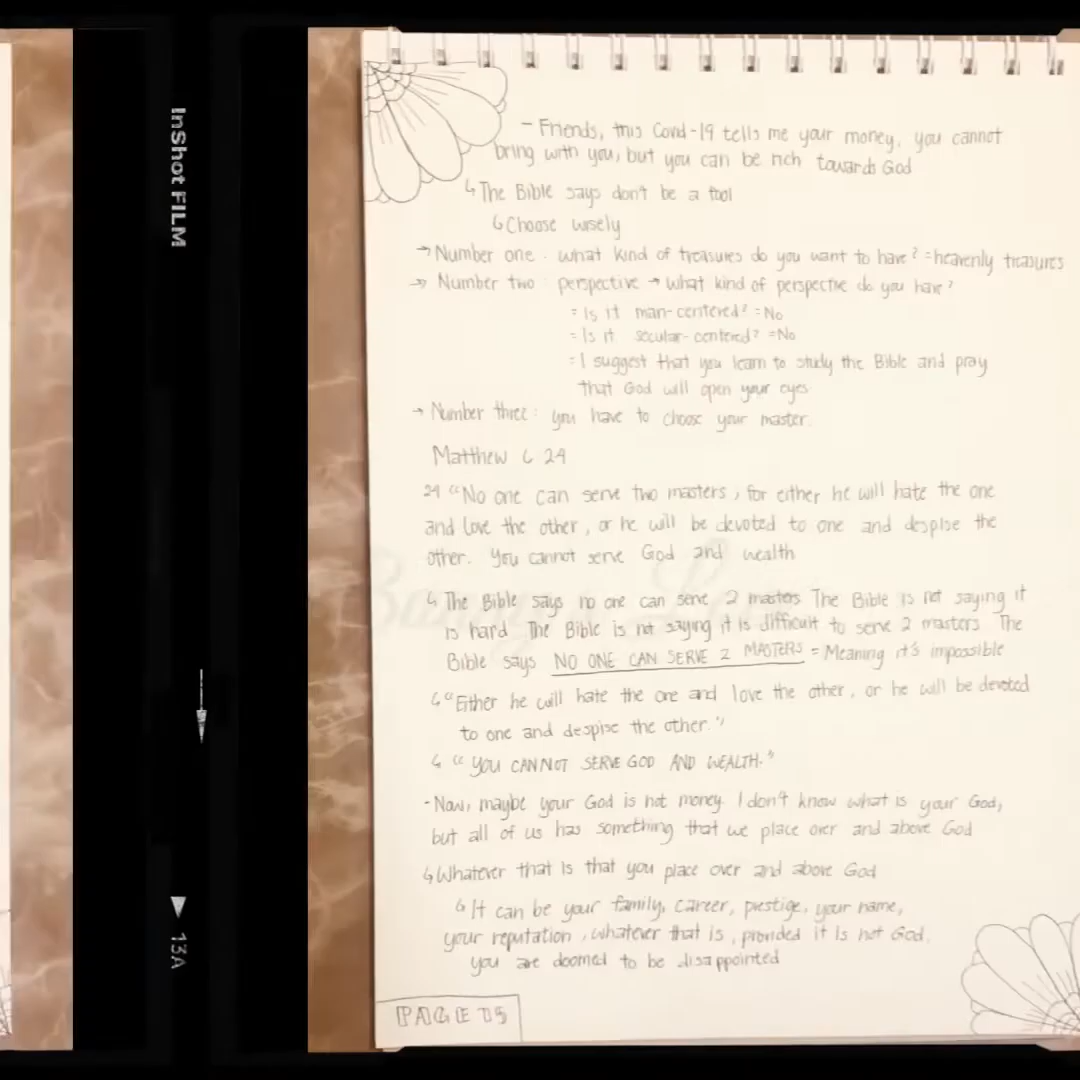 InShot FILM
13A
- Friends, this Covid-19 tells me your money, you cannot
bring with you, but you can be rich towards God
↳ The Bible says don't be a fool
↳ Choose wisely
→ Number one : what kind of treasures do you want to have? = heavenly treasures
→ Number two : perspective → what kind of perspective do you have?
= Is it man-centered? = No
= Is it secular-centered? = No
= I suggest that you learn to study the Bible and pray
that God will open your eyes
→ Number three : you have to choose your master.
Matthew 6 24
24 "No one can serve two masters, for either he will hate the one
and love the other, or he will be devoted to one and despise the
other. You cannot serve God and wealth
↳ The Bible says no one can serve 2 masters The Bible is not saying it
is hard The Bible is not saying it is difficult to serve 2 masters The
Bible says NO ONE CAN SERVE 2 MASTERS = Meaning it's impossible
↳ "Either he will hate the one and love the other, or he will be devoted
to one and despise the other."
↳ "YOU CANNOT SERVE GOD AND WEALTH."
- Now, maybe your God is not money. I don't know what is your God,
but all of us has something that we place over and above God
↳ Whatever that is that you place over and above God
↳ It can be your family, career, prestige, your name,
your reputation, whatever that is, provided it is not God,
you are doomed to be disappointed
PAGE 05